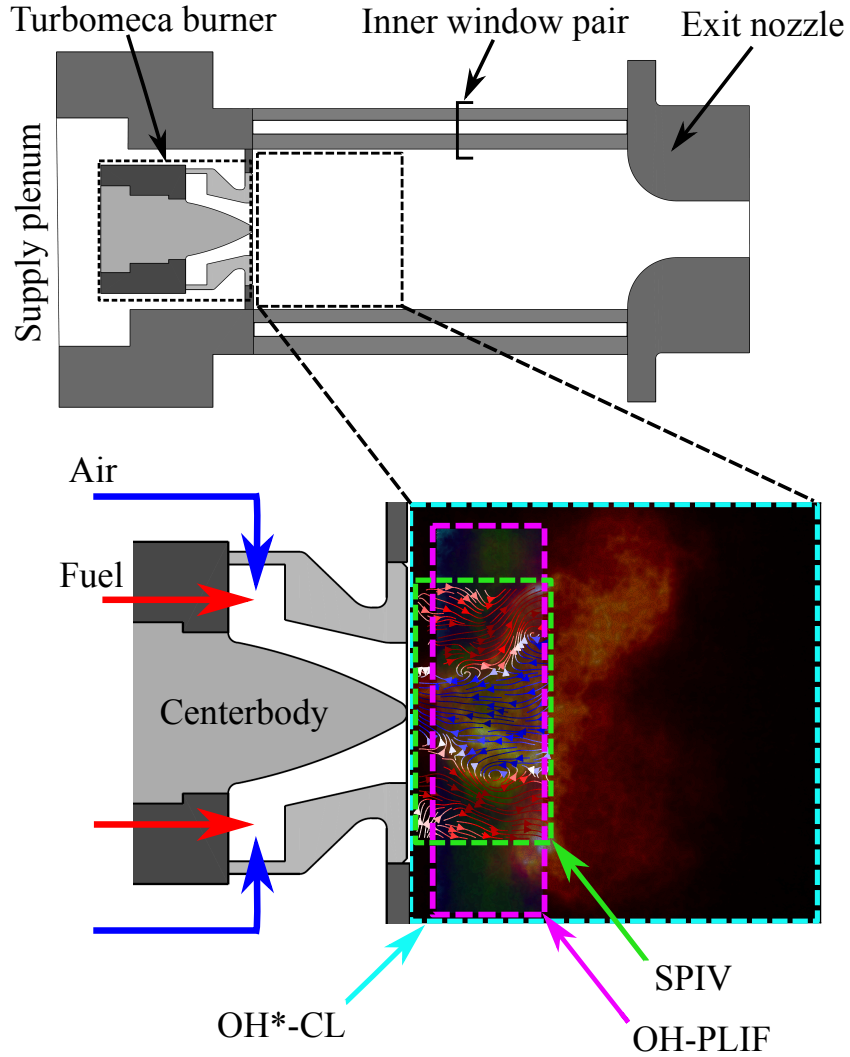 Turbomeca burner
Inner window pair
Exit nozzle
Supply plenum
Air
Fuel
Centerbody
SPIV
OH*-CL
OH-PLIF